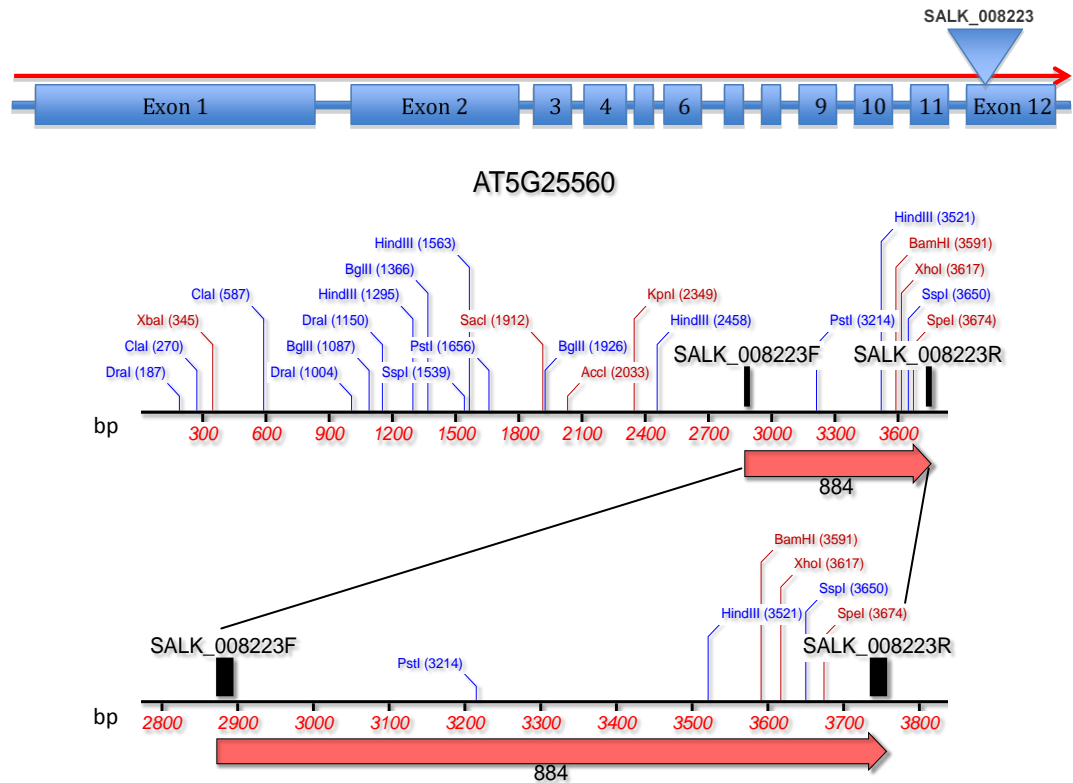 SALK_008223
Exon 1
Exon 2
3
4
6
9
10
11
Exon 12
AT5G25560
HindIII (3521)
HindIII (1563)
BamHI (3591)
BglII (1366)
XhoI (3617)
ClaI (587)
HindIII (1295)
KpnI (2349)
SspI (3650)
XbaI (345)
DraI (1150)
SacI (1912)
HindIII (2458)
PstI (3214)
SpeI (3674)
ClaI (270)
BglII (1087)
PstI (1656)
BglII (1926)
SALK_008223F
SALK_008223R
DraI (187)
DraI (1004)
SspI (1539)
AccI (2033)
bp
300 600 900 1200 1500 1800 2100 2400 2700 3000 3300 3600
884
BamHI (3591)
XhoI (3617)
SspI (3650)
HindIII (3521)
SpeI (3674)
SALK_008223F
SALK_008223R
PstI (3214)
bp
2800 2900 3000 3100 3200 3300 3400 3500 3600 3700 3800
884